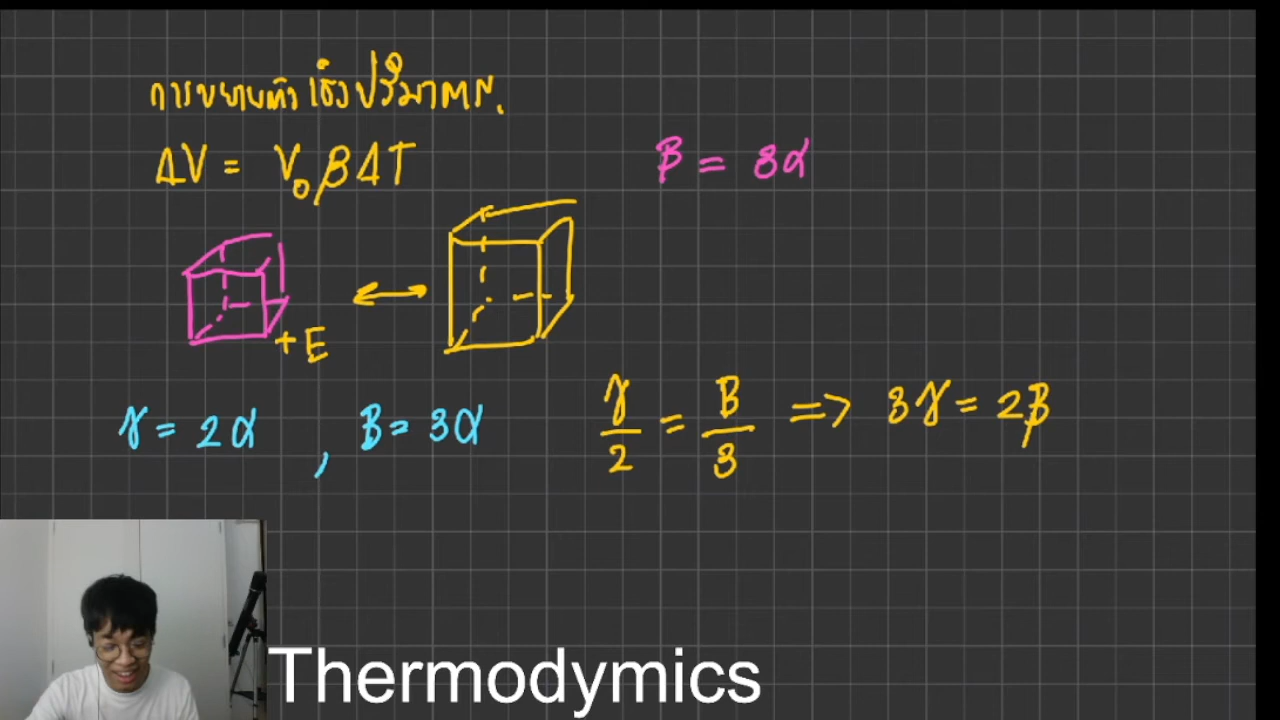 การขยายตัวเชิงปริมาตร.
ΔV = V₀βΔT
β = 3α
+ E
γ = 2α , β = 3α
γ/2 = β/3 => 3γ = 2β
Thermodymics